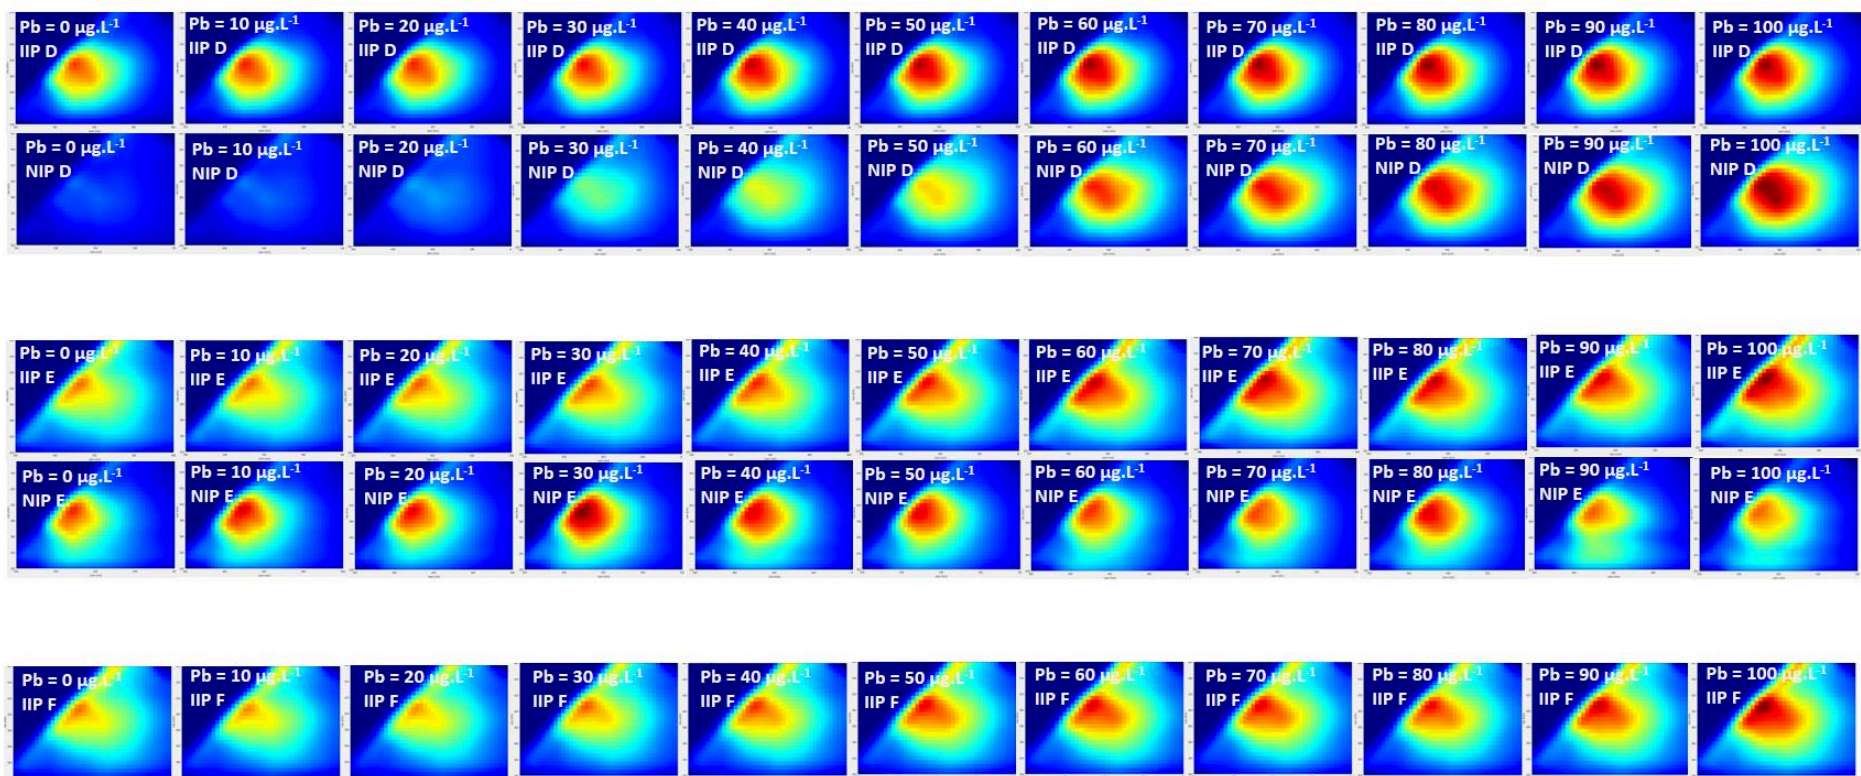 Pb = 0 µg.L-1
IIP D
Pb = 10 µg.L-1
IIP D
Pb = 20 µg.L-1
IIP D
Pb = 30 µg.L-1
IIP D
Pb = 40 µg.L-1
IIP D
Pb = 50 µg.L-1
IIP D
Pb = 60 µg.L-1
IIP D
Pb = 70 µg.L-1
IIP D
Pb = 80 µg.L-1
IIP D
Pb = 90 µg.L-1
IIP D
Pb = 100 µg.L-1
IIP D
Pb = 0 µg.L-1
NIP D
Pb = 10 µg.L-1
NIP D
Pb = 20 µg.L-1
NIP D
Pb = 30 µg.L-1
NIP D
Pb = 40 µg.L-1
NIP D
Pb = 50 µg.L-1
NIP D
Pb = 60 µg.L-1
NIP D
Pb = 70 µg.L-1
NIP D
Pb = 80 µg.L-1
NIP D
Pb = 90 µg.L-1
NIP D
Pb = 100 µg.L-1
NIP D
Pb = 0 µg.L-1
IIP E
Pb = 10 µg.L-1
IIP E
Pb = 20 µg.L-1
IIP E
Pb = 30 µg.L-1
IIP E
Pb = 40 µg.L-1
IIP E
Pb = 50 µg.L-1
IIP E
Pb = 60 µg.L-1
IIP E
Pb = 70 µg.L-1
IIP E
Pb = 80 µg.L-1
IIP E
Pb = 90 µg.L-1
IIP E
Pb = 100 µg.L-1
IIP E
Pb = 0 µg.L-1
NIP E
Pb = 10 µg.L-1
NIP E
Pb = 20 µg.L-1
NIP E
Pb = 30 µg.L-1
NIP E
Pb = 40 µg.L-1
NIP E
Pb = 50 µg.L-1
NIP E
Pb = 60 µg.L-1
NIP E
Pb = 70 µg.L-1
NIP E
Pb = 80 µg.L-1
NIP E
Pb = 90 µg.L-1
NIP E
Pb = 100 µg.L-1
NIP E
Pb = 0 µg.L-1
IIP F
Pb = 10 µg.L-1
IIP F
Pb = 20 µg.L-1
IIP F
Pb = 30 µg.L-1
IIP F
Pb = 40 µg.L-1
IIP F
Pb = 50 µg.L-1
IIP F
Pb = 60 µg.L-1
IIP F
Pb = 70 µg.L-1
IIP F
Pb = 80 µg.L-1
IIP F
Pb = 90 µg.L-1
IIP F
Pb = 100 µg.L-1
IIP F